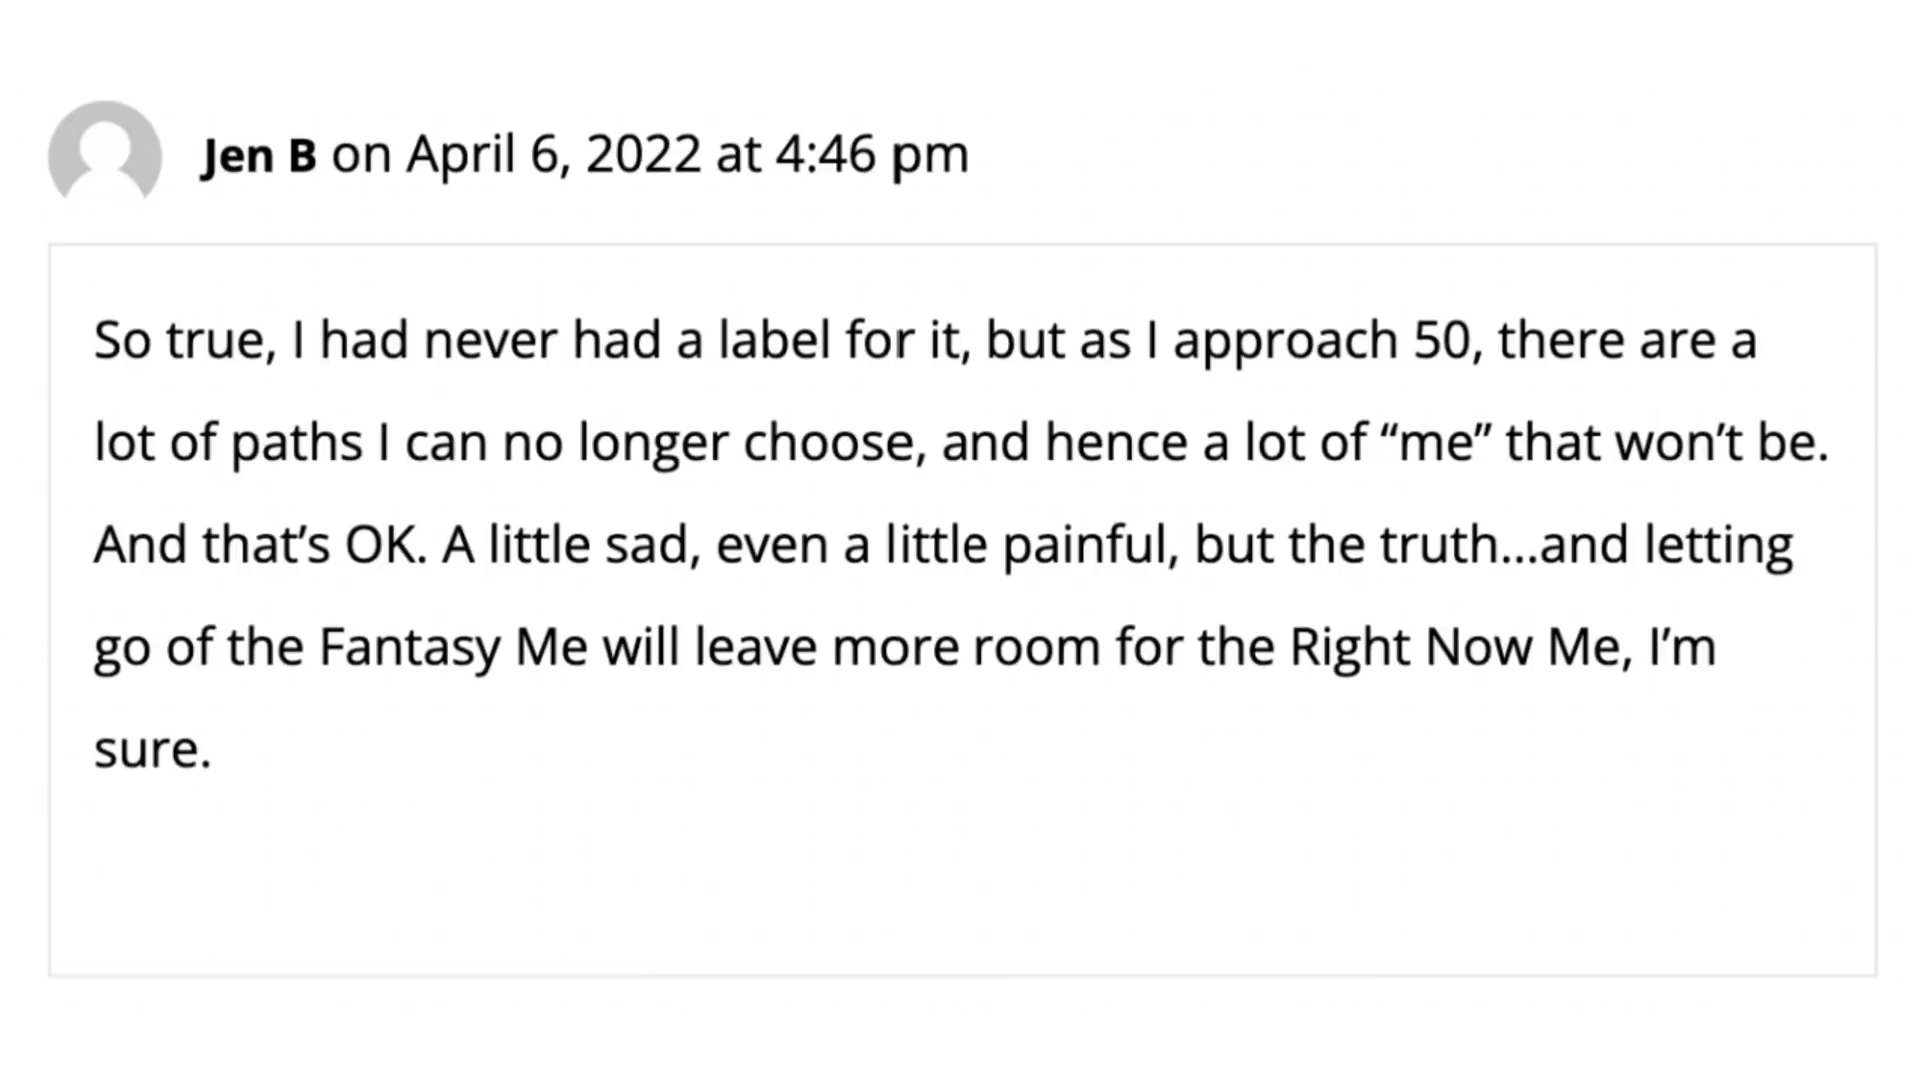 Jen B on April 6, 2022 at 4:46 pm
So true, I had never had a label for it, but as I approach 50, there are a
lot of paths I can no longer choose, and hence a lot of “me” that won’t be.
And that’s OK. A little sad, even a little painful, but the truth…and letting
go of the Fantasy Me will leave more room for the Right Now Me, I’m
sure.